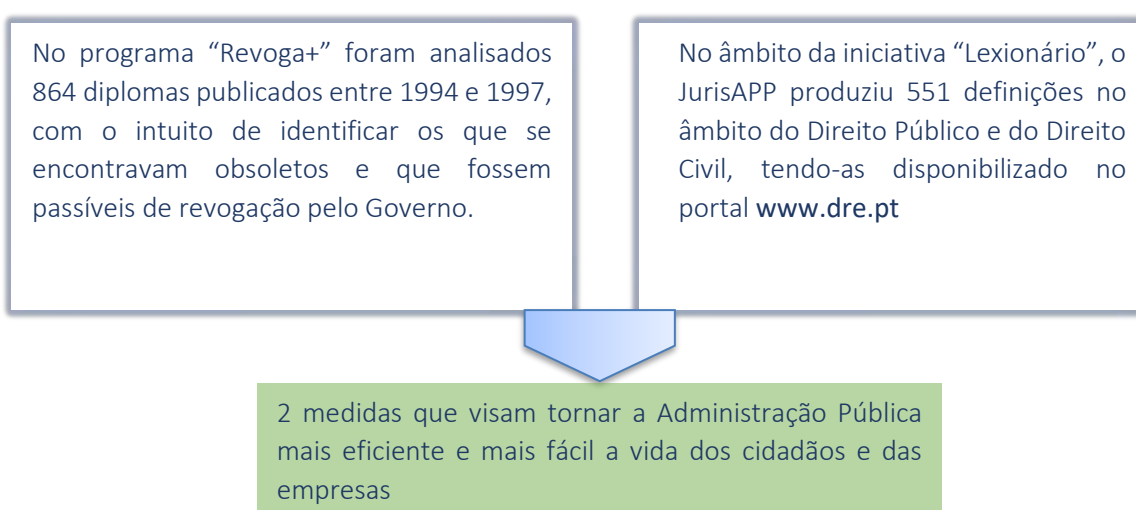 No programa “Revoga+” foram analisados
864 diplomas publicados entre 1994 e 1997,
com o intuito de identificar os que se
encontravam obsoletos e que fossem
passíveis de revogação pelo Governo.
No âmbito da iniciativa “Lexionário”, o
JurisAPP produziu 551 definições no
âmbito do Direito Público e do Direito
Civil, tendo-as disponibilizado no
portal www.dre.pt
2 medidas que visam tornar a Administração Pública
mais eficiente e mais fácil a vida dos cidadãos e das
empresas